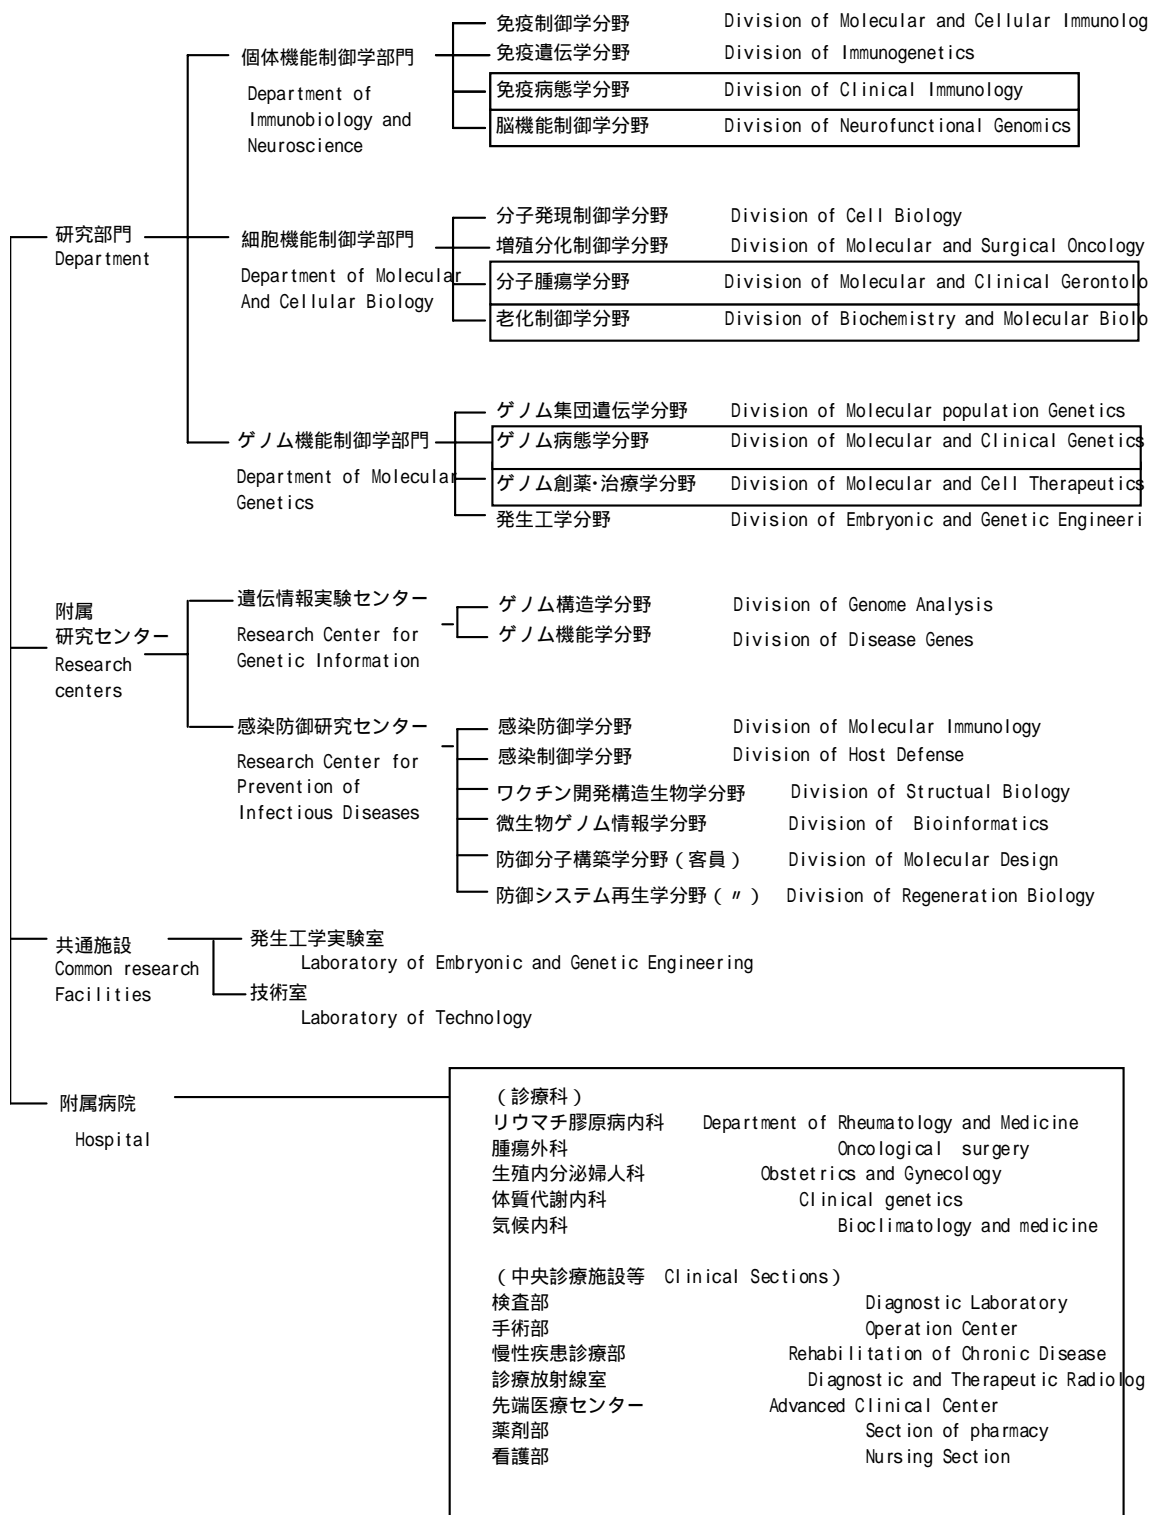 免疫制御学分野 Division of Molecular and Cellular Immunolog
個体機能制御学部門
免疫遺伝学分野 Division of Immunogenetics
Department of
Immunobiology and
Neuroscience
免疫病態学分野 Division of Clinical Immunology
脳機能制御学分野 Division of Neurofunctional Genomics
研究部門
Department
細胞機能制御学部門
Department of Molecular
And Cellular Biology
分子発現制御学分野 Division of Cell Biology
増殖分化制御学分野 Division of Molecular and Surgical Oncology
分子腫瘍学分野 Division of Molecular and Clinical Gerontolo
老化制御学分野 Division of Biochemistry and Molecular Biolo
ゲノム機能制御学部門
Department of Molecular
Genetics
ゲノム集団遺伝学分野 Division of Molecular population Genetics
ゲノム病態学分野 Division of Molecular and Clinical Genetics
ゲノム創薬・治療学分野 Division of Molecular and Cell Therapeutics
発生工学分野 Division of Embryonic and Genetic Engineeri
附属
研究センター
Research
centers
遺伝情報実験センター
Research Center for
Genetic Information
ゲノム構造学分野 Division of Genome Analysis
ゲノム機能学分野 Division of Disease Genes
感染防御研究センター
Research Center for
Prevention of
Infectious Diseases
感染防御学分野 Division of Molecular Immunology
感染制御学分野 Division of Host Defense
ワクチン開発構造生物学分野 Division of Structual Biology
微生物ゲノム情報学分野 Division of Bioinformatics
防御分子構築学分野(客員) Division of Molecular Design
防御システム再生学分野(〃) Division of Regeneration Biology
共通施設
Common research
Facilities
発生工学実験室
Laboratory of Embryonic and Genetic Engineering
技術室
Laboratory of Technology
附属病院
Hospital
(診療科)
リウマチ膠原病内科 Department of Rheumatology and Medicine
腫瘍外科 Oncological surgery
生殖内分泌婦人科 Obstetrics and Gynecology
体質代謝内科 Clinical genetics
気候内科 Bioclimatology and medicine
(中央診療施設等 Clinical Sections)
検査部 Diagnostic Laboratory
手術部 Operation Center
慢性疾患診療部 Rehabilitation of Chronic Disease
診療放射線室 Diagnostic and Therapeutic Radiolog
先端医療センター Advanced Clinical Center
薬剤部 Section of pharmacy
看護部 Nursing Section